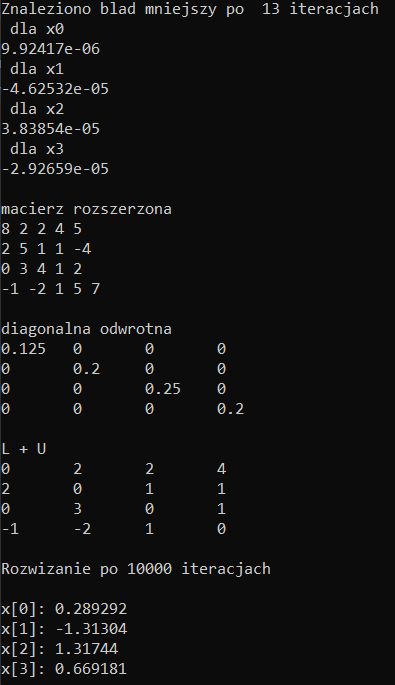 Znaleziono blad mniejszy po  13 iteracjach
 dla x0
9.92417e-06
 dla x1
-4.62532e-05
 dla x2
3.83854e-05
 dla x3
-2.92659e-05
macierz rozszerzona
8 2 2 4 5
2 5 1 1 -4
0 3 4 1 2
-1 -2 1 5 7
diagonalna odwrotna
0.125   0       0       0
0       0.2     0       0
0       0       0.25    0
0       0       0       0.2
L + U
0       2       2       4
2       0       1       1
0       3       0       1
-1      -2      1       0
Rozwizanie po 10000 iteracjach
x[0]: 0.289292
x[1]: -1.31304
x[2]: 1.31744
x[3]: 0.669181